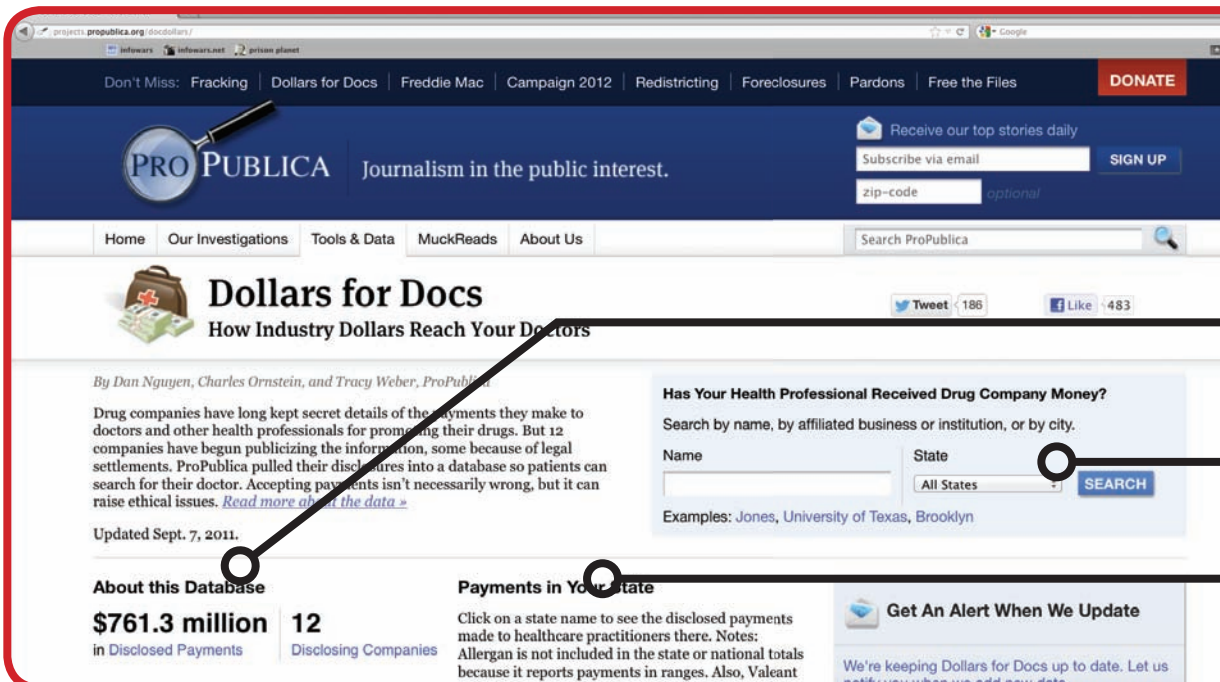 projects.propublica.org/docdollars/
Google
infowars infowars.net prison planet
Don't Miss: Fracking Dollars for Docs Freddie Mac Campaign 2012 Redistricting Foreclosures Pardons Free the Files
DONATE
PROPUBLICA
Journalism in the public interest.
Receive our top stories daily
Subscribe via email
SIGN UP
zip-code
optional
Home Our Investigations Tools & Data MuckReads About Us
Search ProPublica
Dollars for Docs
How Industry Dollars Reach Your Doctors
Tweet 186
Like 483
By Dan Nguyen, Charles Ornstein, and Tracy Weber, ProPublica
Drug companies have long kept secret details of the payments they make to
doctors and other health professionals for promoting their drugs. But 12
companies have begun publicizing the information, some because of legal
settlements. ProPublica pulled their disclosures into a database so patients can
search for their doctor. Accepting payments isn't necessarily wrong, but it can
raise ethical issues. Read more about the data »
Updated Sept. 7, 2011.
Has Your Health Professional Received Drug Company Money?
Search by name, by affiliated business or institution, or by city.
Name
State
All States
SEARCH
Examples: Jones, University of Texas, Brooklyn
About this Database
$761.3 million
in Disclosed Payments
12
Disclosing Companies
Payments in Your State
Click on a state name to see the disclosed payments
made to healthcare practitioners there. Notes:
Allergan is not included in the state or national totals
because it reports payments in ranges. Also, Valeant
Get An Alert When We Update
We're keeping Dollars for Docs up to date. Let us
notify you when we add new data